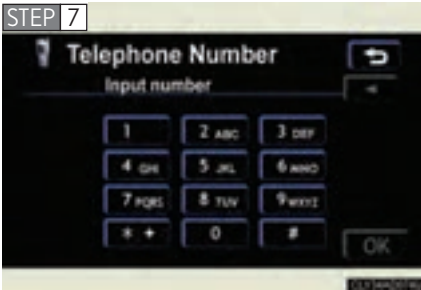 STEP 7
Telephone Number
Input number
1 2 ABC 3 DEF
4 GHI 5 JKL 6 MNO
7 PQRS 8 TUV 9 WXYZ
* + 0 #
OK